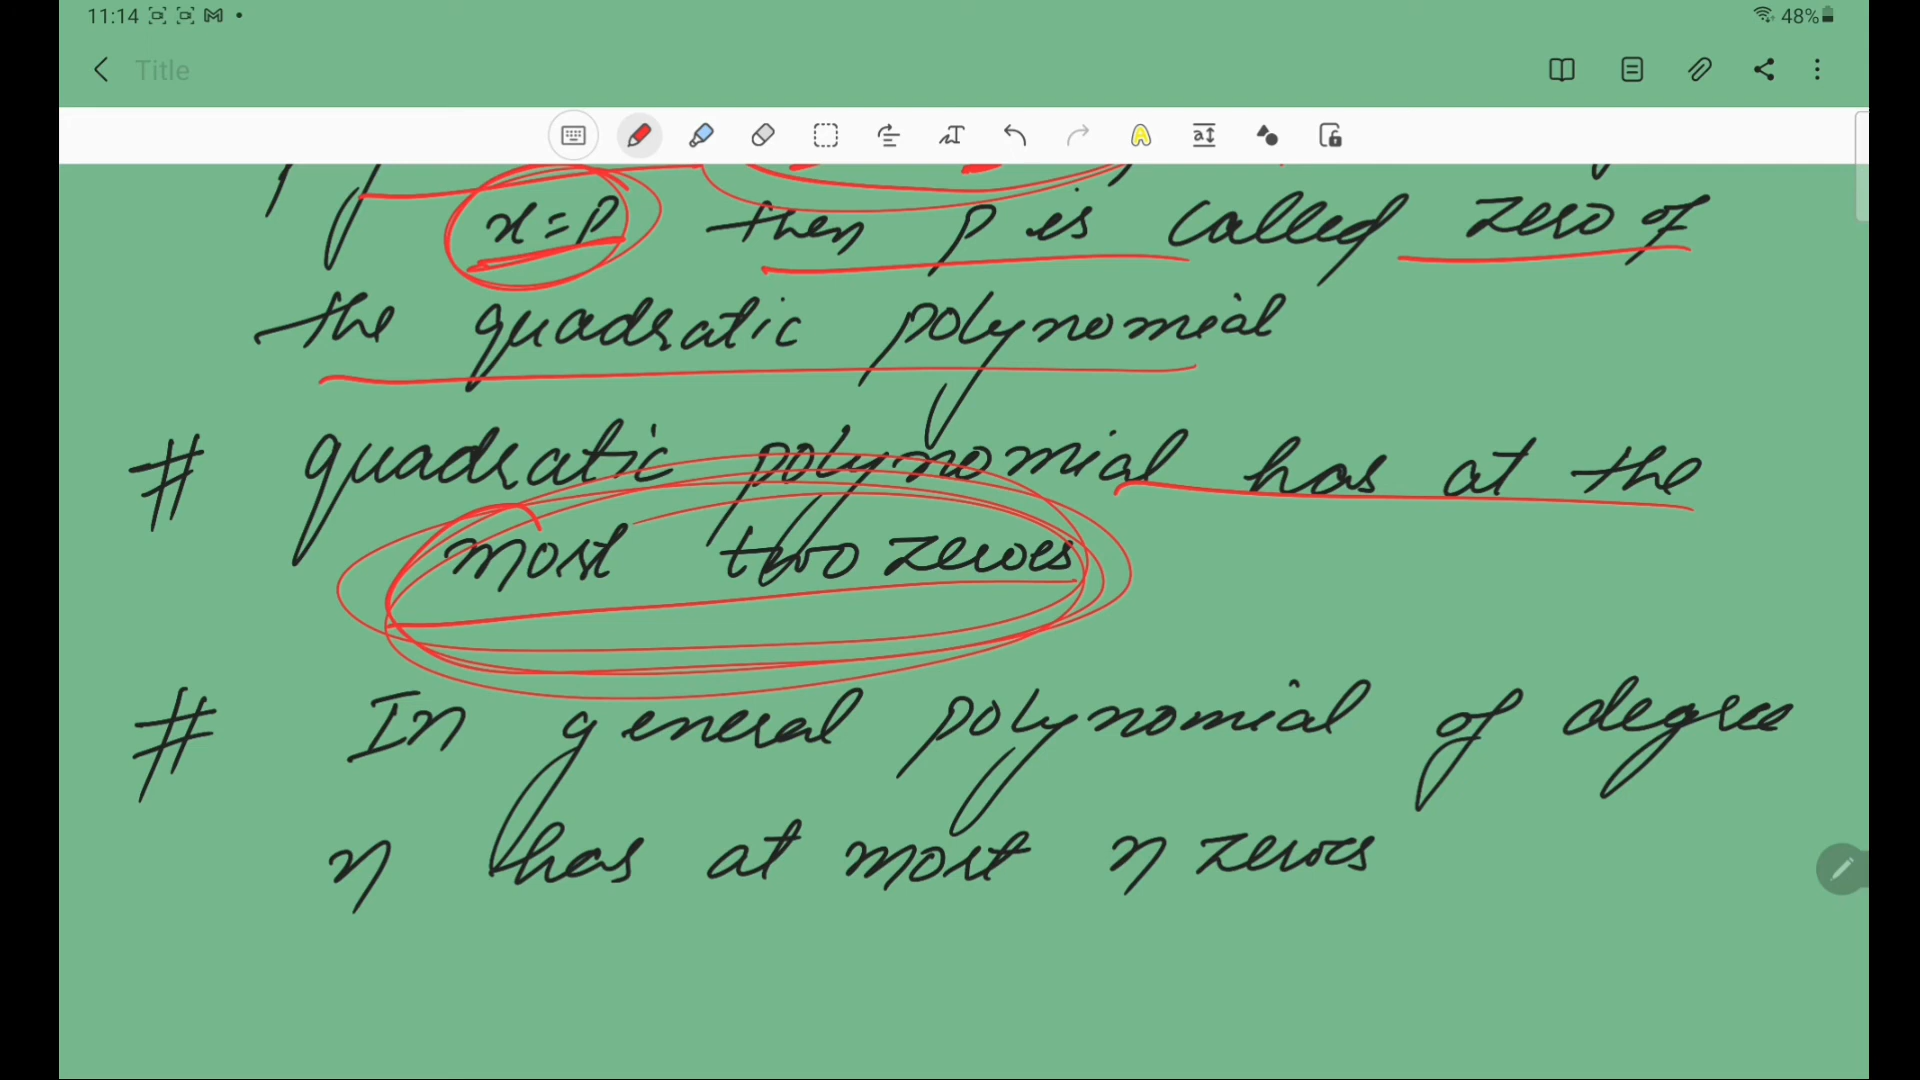 11:14
48%
Title
x=P then P is called zero of
the quadratic polynomial
# quadratic polynomial has at the
most two zeroes
# In general polynomial of degree
n has at most n zeroes